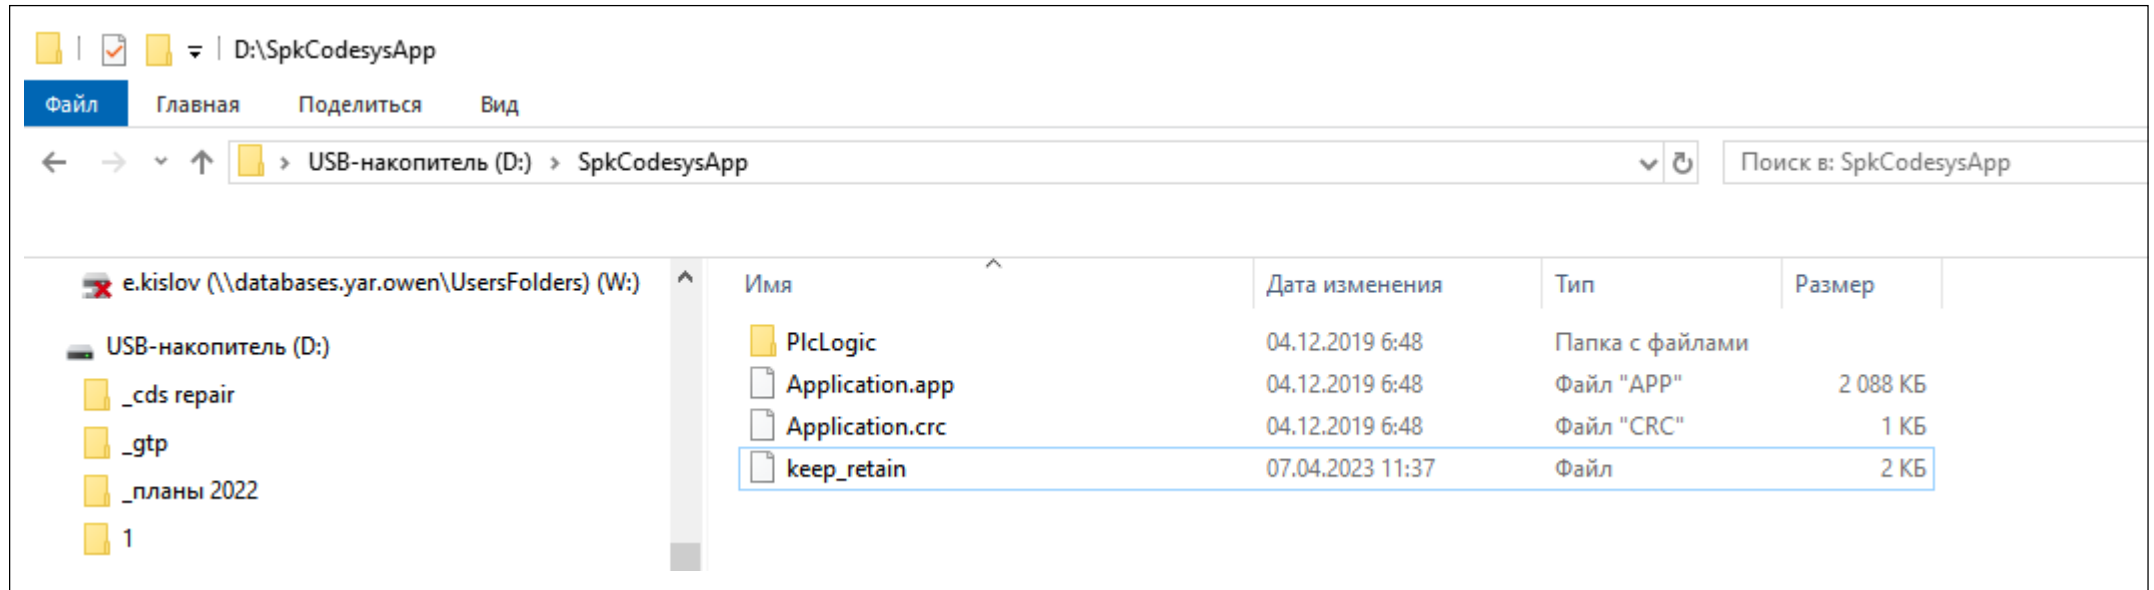 D:\SpkCodesysApp
Файл Главная Поделиться Вид
USB-накопитель (D:) > SpkCodesysApp Поиск в: SpkCodesysApp
e.kislov (\\databases.yar.owen\UsersFolders) (W:)
USB-накопитель (D:)
_cds repair
_gtp
_планы 2022
1
Имя Дата изменения Тип Размер
PlcLogic 04.12.2019 6:48 Папка с файлами
Application.app 04.12.2019 6:48 Файл "APP" 2 088 КБ
Application.crc 04.12.2019 6:48 Файл "CRC" 1 КБ
keep_retain 07.04.2023 11:37 Файл 2 КБ